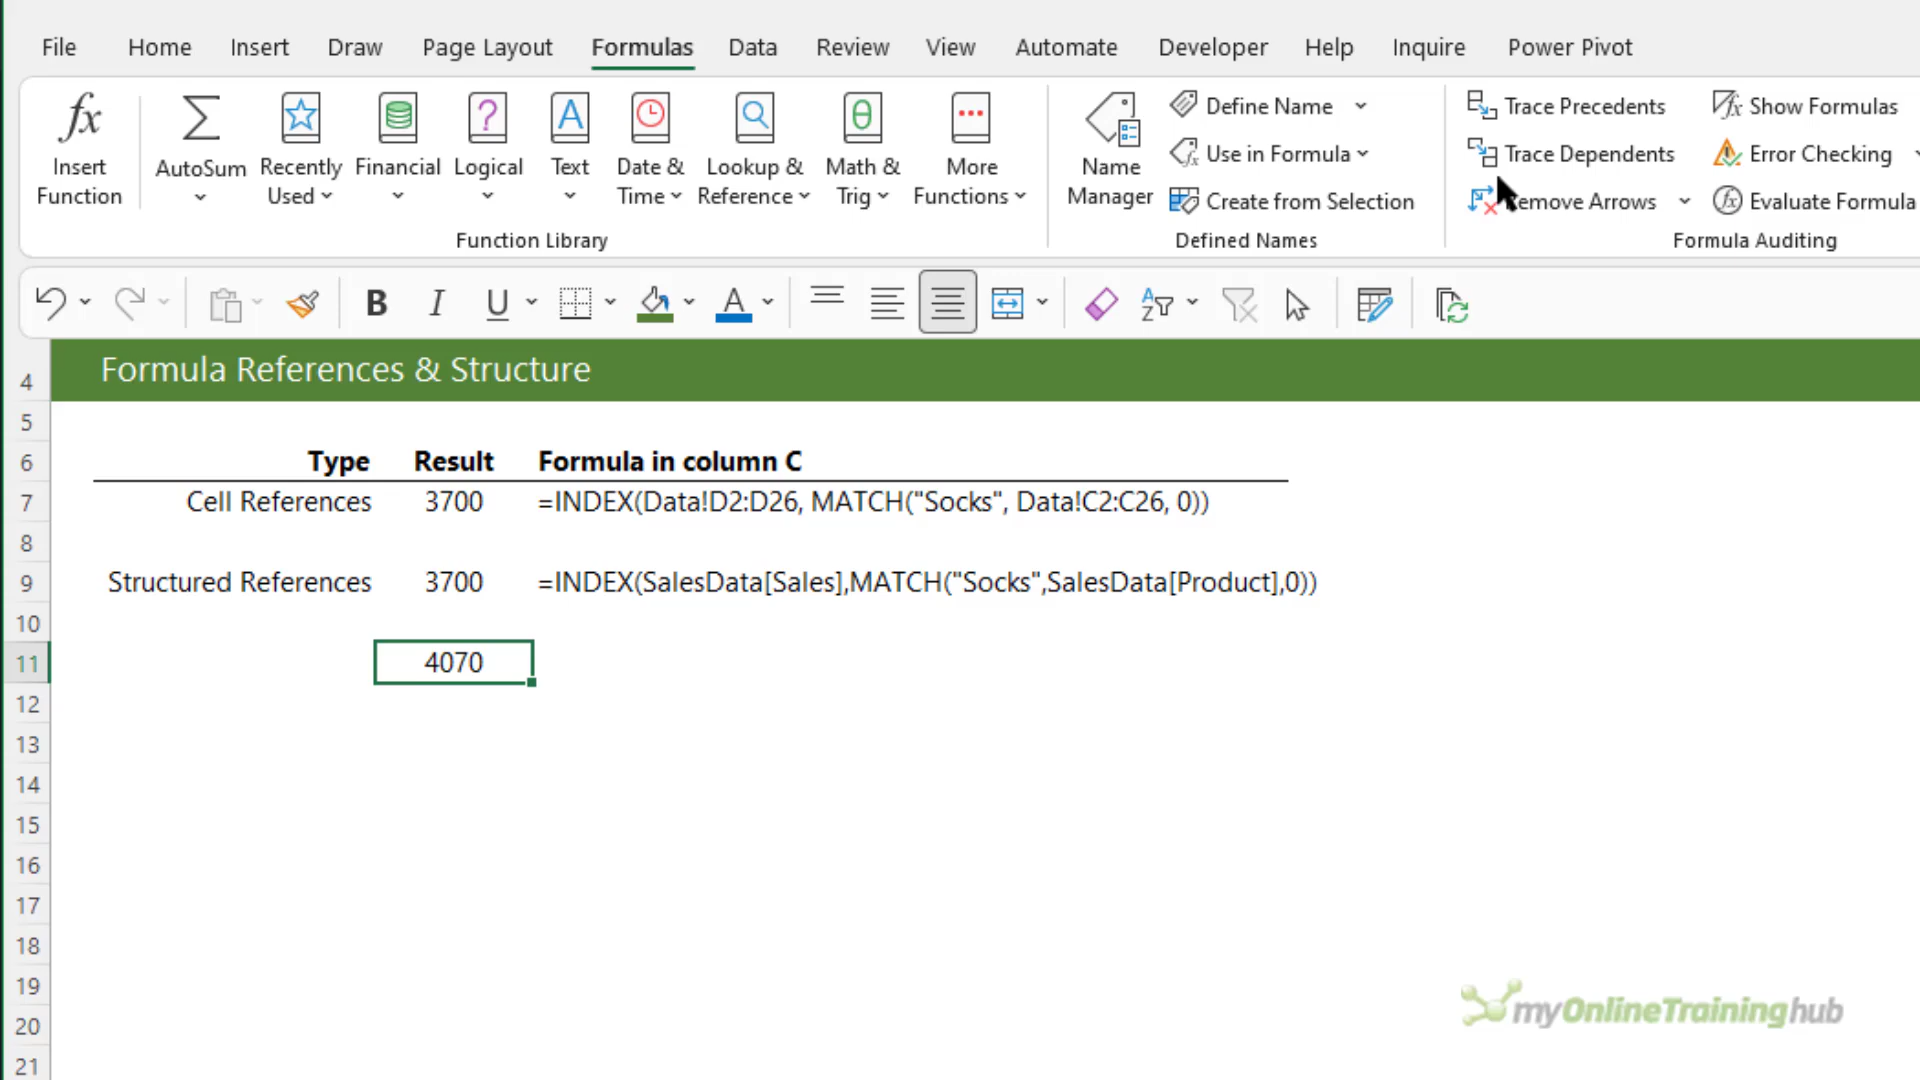 File Home Insert Draw Page Layout Formulas Data Review View Automate Developer Help Inquire Power Pivot
fx Insert Function
AutoSum
Recently Used
Financial
Logical
Text
Date & Time
Lookup & Reference
Math & Trig
More Functions
Function Library
Name Manager
Define Name
Use in Formula
Create from Selection
Defined Names
Trace Precedents
Trace Dependents
emove Arrows
Show Formulas
Error Checking
Evaluate Formula
Formula Auditing
B I U A
4 Formula References & Structure
5
6 Type Result Formula in column C
7 Cell References 3700 =INDEX(Data!D2:D26, MATCH("Socks", Data!C2:C26, 0))
8
9 Structured References 3700 =INDEX(SalesData[Sales],MATCH("Socks",SalesData[Product],0))
10
11 4070
12
13
14
15
16
17
18
19
20
21
myOnlineTraininghub